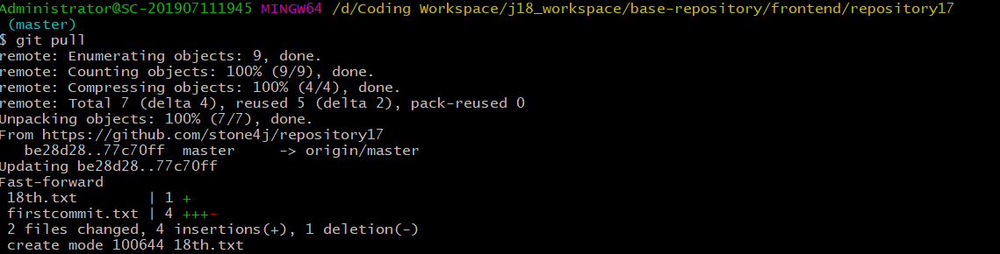 Administrator@SC-201907111945 MINGW64 /d/Coding Workspace/j18_workspace/base-repository/frontend/repository17
(master)
$ git pull
remote: Enumerating objects: 9, done.
remote: Counting objects: 100% (9/9), done.
remote: Compressing objects: 100% (4/4), done.
remote: Total 7 (delta 4), reused 5 (delta 2), pack-reused 0
Unpacking objects: 100% (7/7), done.
From https://github.com/stone4j/repository17
   be28d28..77c70ff  master     -> origin/master
Updating be28d28..77c70ff
Fast-forward
 18th.txt        | 1 +
 firstcommit.txt | 4 +++-
 2 files changed, 4 insertions(+), 1 deletion(-)
 create mode 100644 18th.txt